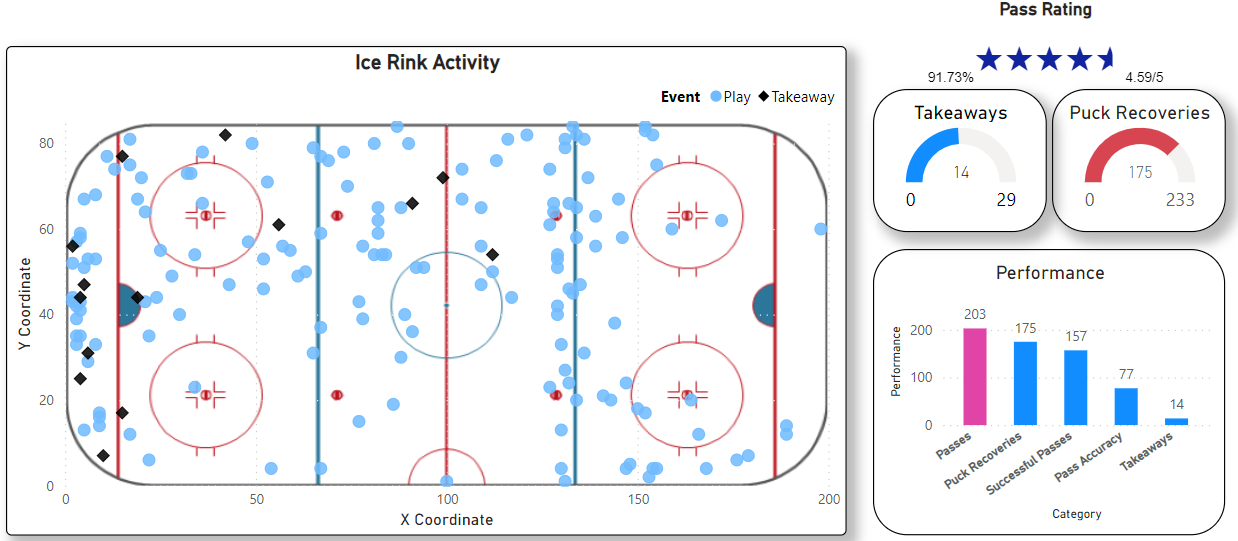 Pass Rating
91.73%
4.59/5
Ice Rink Activity
Event Play Takeaway
80
60
40
20
0
Y Coordinate
0 50 100 150 200
X Coordinate
Takeaways
14
0 29
Puck Recoveries
175
0 233
Performance
Performance
200
100
0
203
175
157
77
14
Passes
Puck Recoveries
Successful Passes
Pass Accuracy
Takeaways
Category